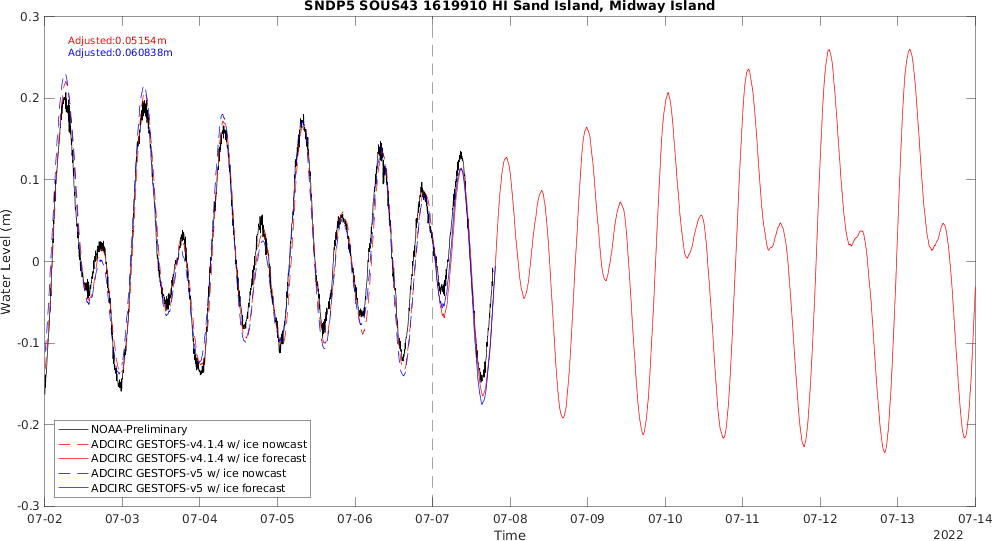 SNDP5 SOUS43 1619910 HI Sand Island, Midway Island
0.3
Adjusted:0.05154m
Adjusted:0.060838m
0.2
0.1
0
-0.1
-0.2
-0.3
Water Level (m)
NOAA-Preliminary
ADCIRC GESTOFS-v4.1.4 w/ ice nowcast
ADCIRC GESTOFS-v4.1.4 w/ ice forecast
ADCIRC GESTOFS-v5 w/ ice nowcast
ADCIRC GESTOFS-v5 w/ ice forecast
07-02 07-03 07-04 07-05 07-06 07-07 07-08 07-09 07-10 07-11 07-12 07-13 07-14
Time
2022